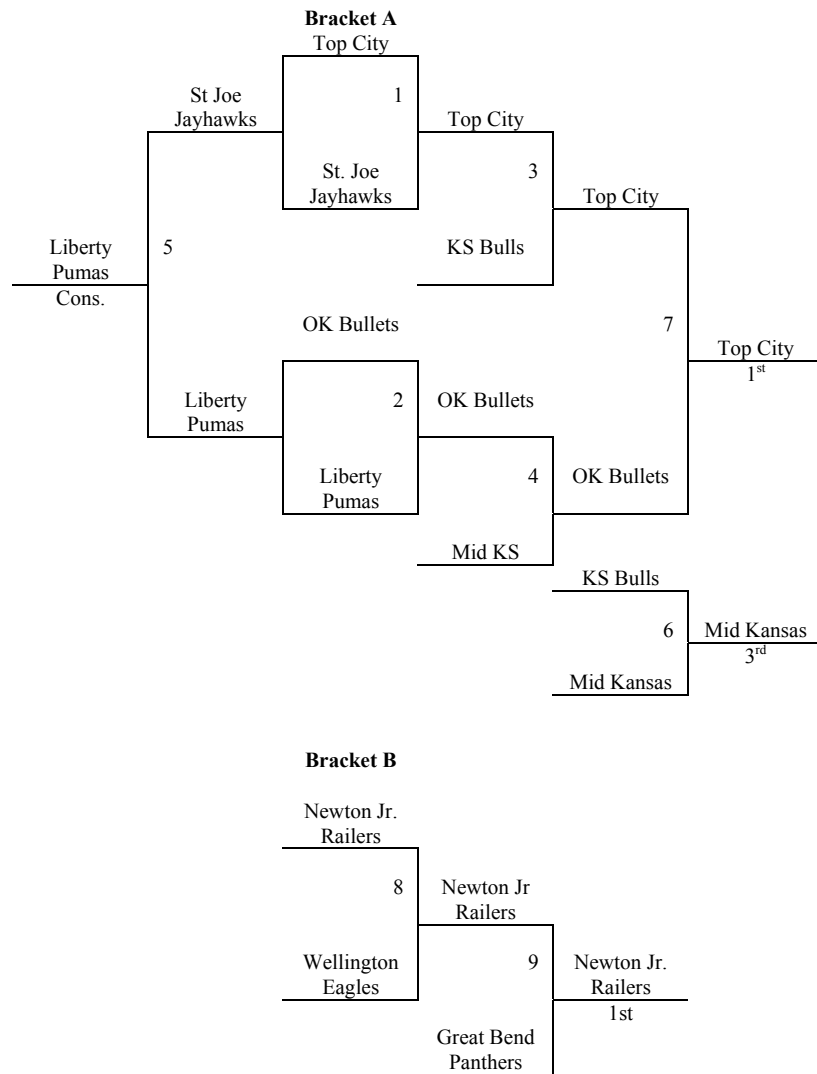 Bracket A
Top City
St Joe
Jayhawks
1
Top City
St. Joe
Jayhawks
3
Top City
Liberty
Pumas
Cons.
5
KS Bulls
OK Bullets
7
Top City
1st
Liberty
Pumas
2
OK Bullets
Liberty
Pumas
4
OK Bullets
Mid KS
KS Bulls
6
Mid Kansas
3rd
Mid Kansas
Bracket B
Newton Jr.
Railers
8
Newton Jr
Railers
Wellington
Eagles
9
Newton Jr.
Railers
1st
Great Bend
Panthers